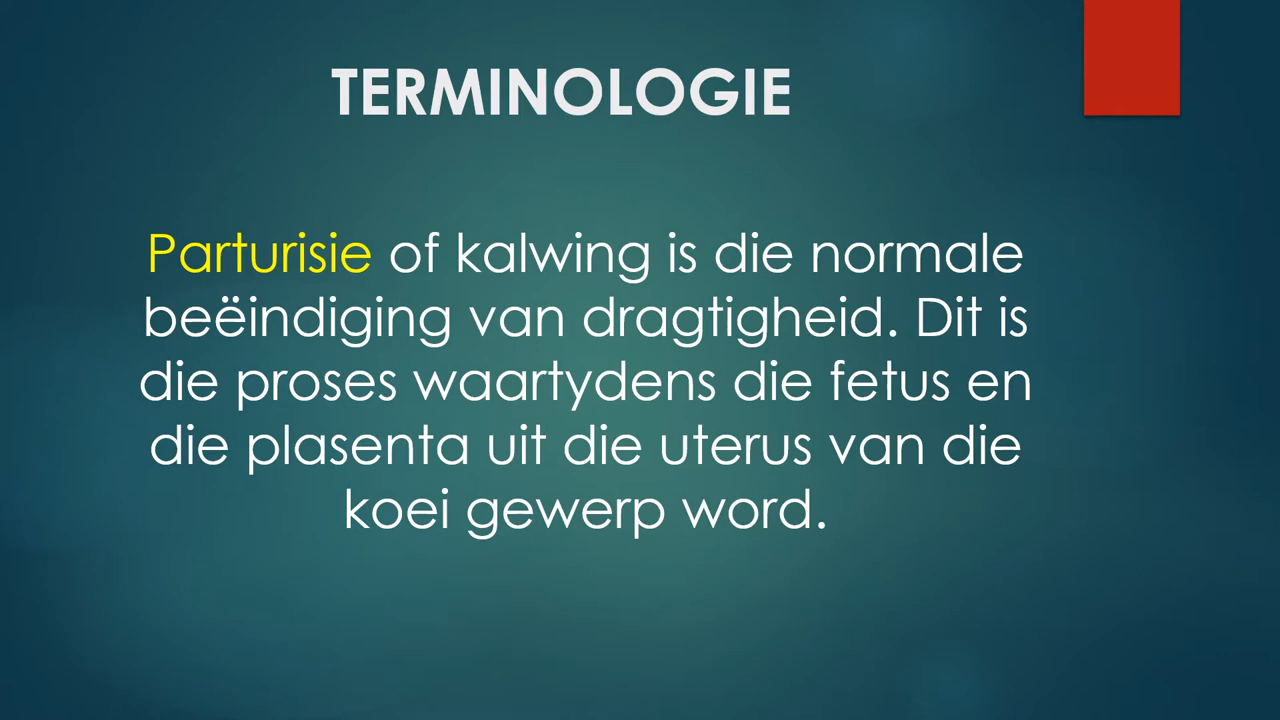 TERMINOLOGIE
Parturisie of kalwing is die normale
beëindiging van dragtigheid. Dit is
die proses waartydens die fetus en
die plasenta uit die uterus van die
koei gewerp word.